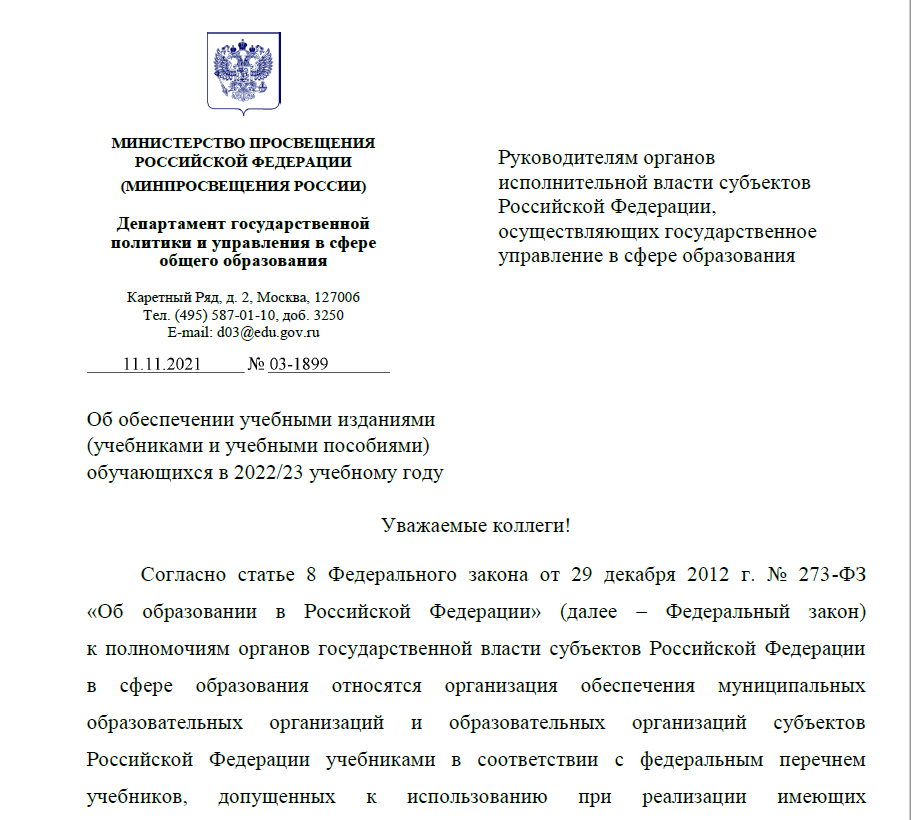 МИНИСТЕРСТВО ПРОСВЕЩЕНИЯ
РОССИЙСКОЙ ФЕДЕРАЦИИ
(МИНПРОСВЕЩЕНИЯ РОССИИ)
Департамент государственной
политики и управления в сфере
общего образования
Каретный Ряд, д. 2, Москва, 127006
Тел. (495) 587-01-10, доб. 3250
E-mail: d03@edu.gov.ru
11.11.2021 № 03-1899
Руководителям органов
исполнительной власти субъектов
Российской Федерации,
осуществляющих государственное
управление в сфере образования
Об обеспечении учебными изданиями
(учебниками и учебными пособиями)
обучающихся в 2022/23 учебному году
Уважаемые коллеги!
Согласно статье 8 Федерального закона от 29 декабря 2012 г. № 273-ФЗ
«Об образовании в Российской Федерации» (далее – Федеральный закон)
к полномочиям органов государственной власти субъектов Российской Федерации
в сфере образования относятся организация обеспечения муниципальных
образовательных организаций и образовательных организаций субъектов
Российской Федерации учебниками в соответствии с федеральным перечнем
учебников, допущенных к использованию при реализации имеющих